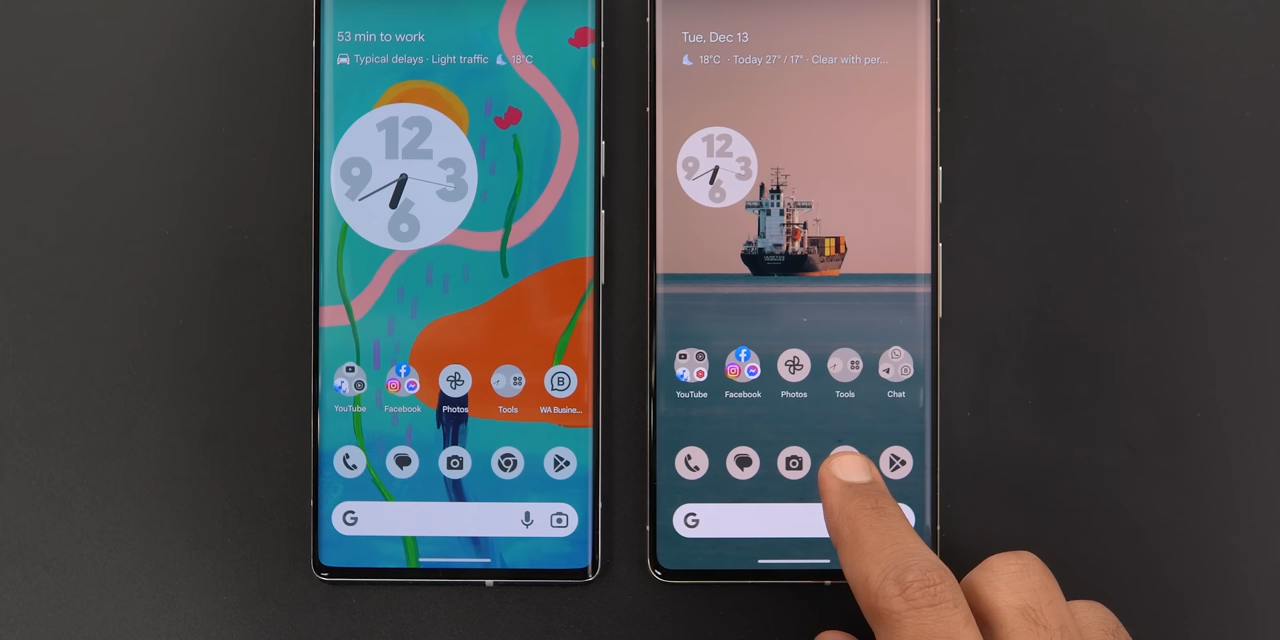 53 min to work
Typical delays · Light traffic 18°C
12
9 3
6
YouTube Facebook Photos Tools WA Busine...
B
G
Tue, Dec 13
18°C · Today 27° / 17° · Clear with per...
12
9 3
6
YouTube Facebook Photos Tools Chat
G